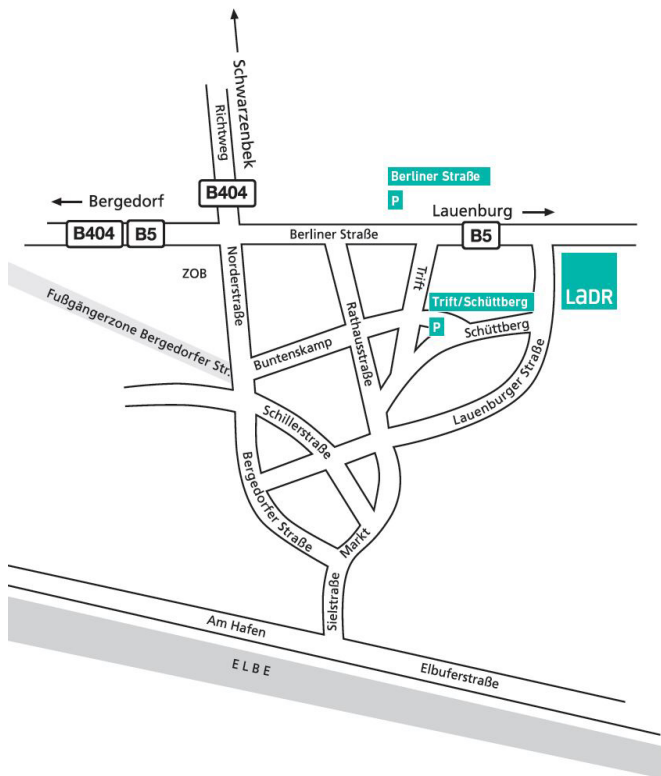 Schwarzenbek
Richtweg
Berliner Straße
P
B404
Bergedorf
Lauenburg
B404
B5
Berliner Straße
B5
ZOB
Norderstraße
Trift
LADR
Fußgängerzone Bergedorfer Str.
Trift/Schüttberg
P
Schüttberg
Rathausstraße
Buntenskamp
Lauenburger Straße
Schillerstraße
Bergedorfer Straße
Markt
Sielstraße
Am Hafen
Elbuferstraße
ELBE